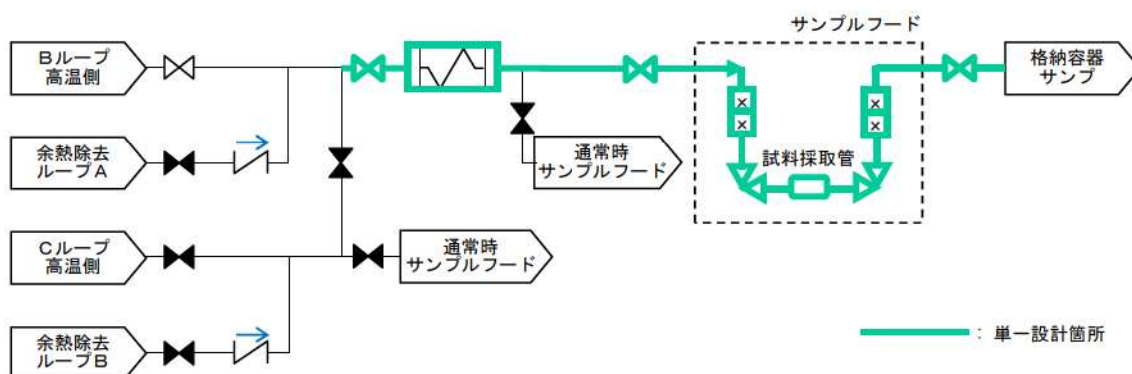 サンプルフード
Bループ
高温側
格納容器
サンプ
余熱除去
ループA
通常時
サンプルフード
試料採取管
Cループ
高温側
通常時
サンプルフード
余熱除去
ループB
: 単一設計箇所